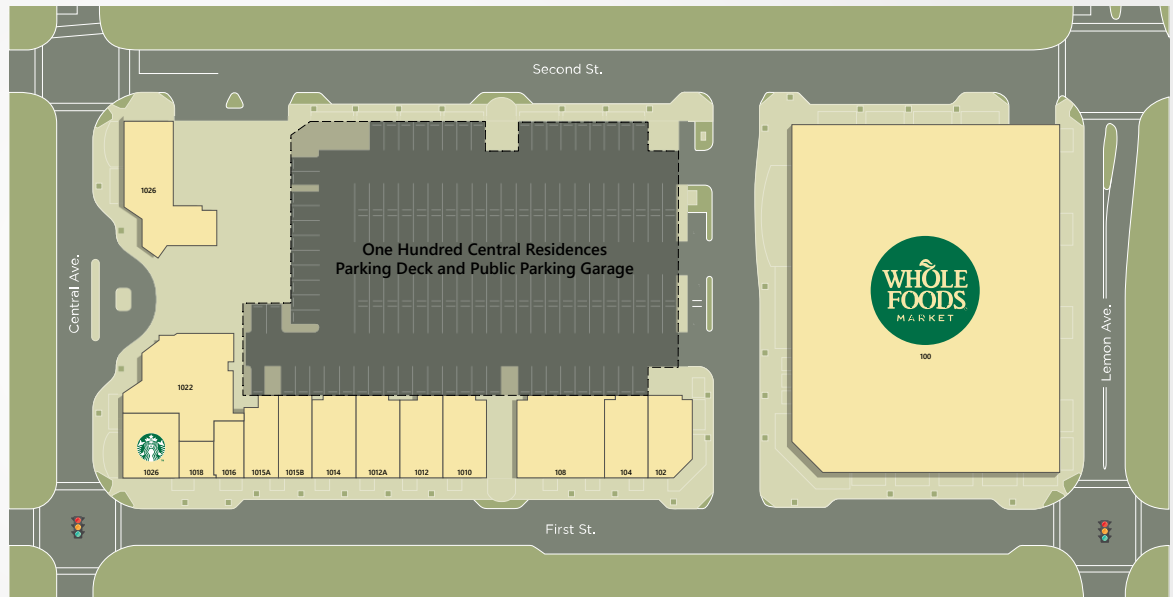 Second St.
1026
One Hundred Central Residences
Parking Deck and Public Parking Garage
Central Ave.
WHOLE
FOODS
MARKET
100
Lemon Ave.
1022
1026
1018
1016
1015A
1015B
1014
1012A
1012
1010
108
104
102
First St.